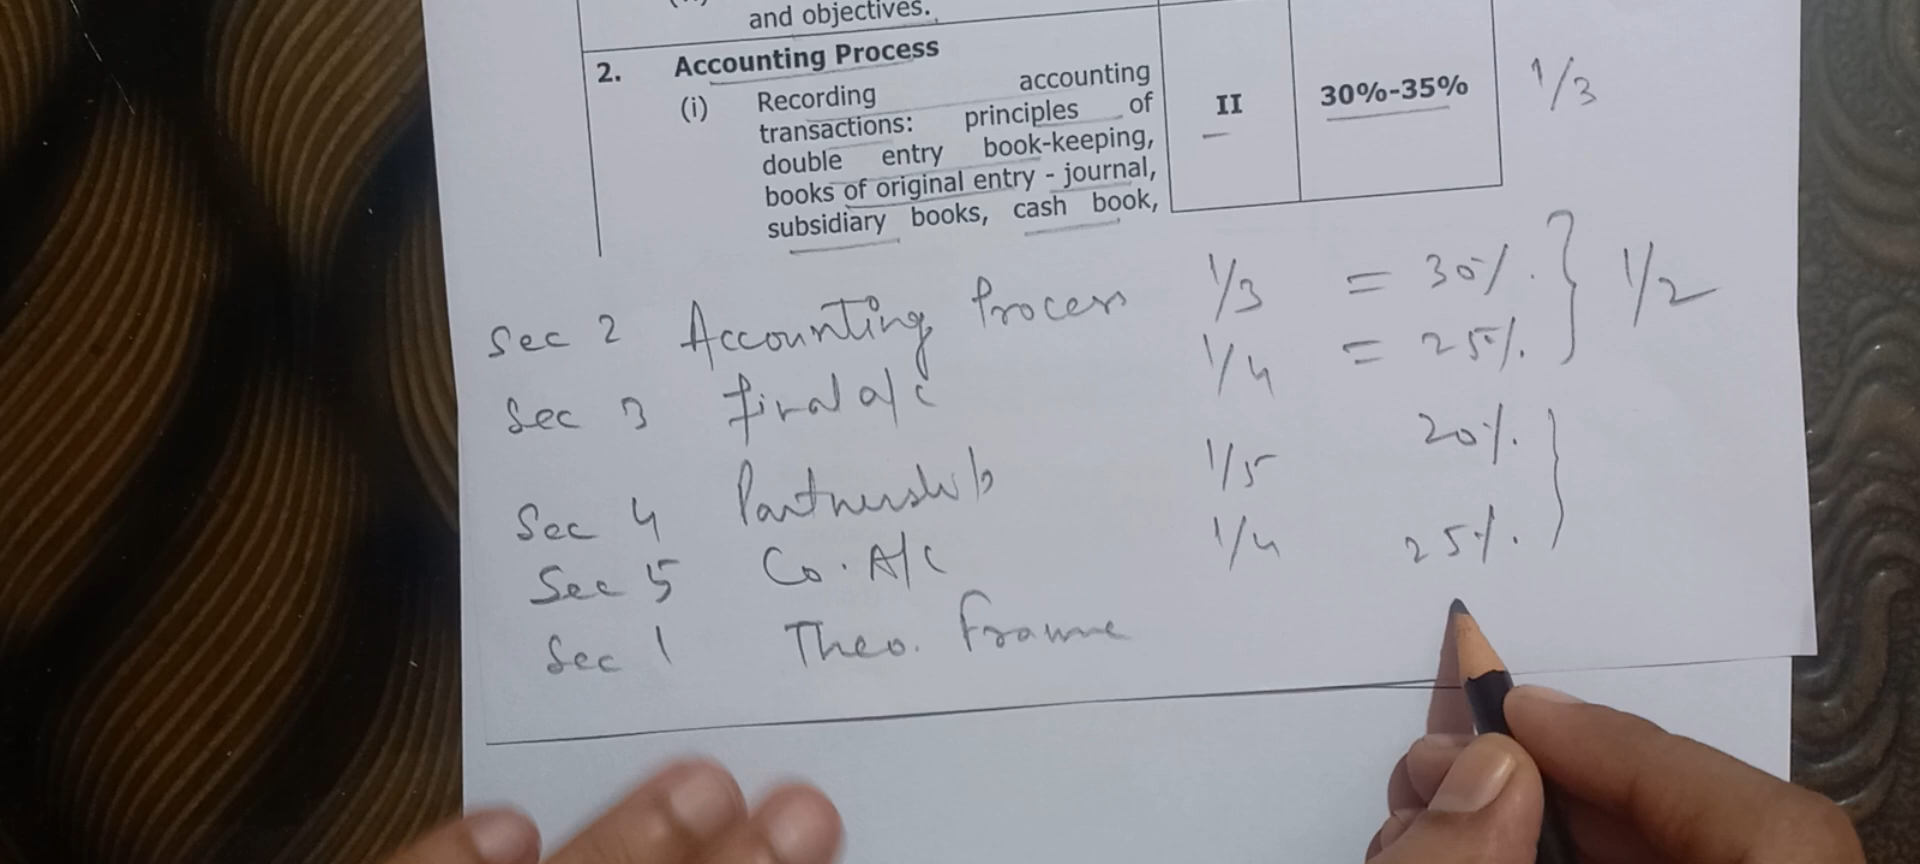 and objectives.
2. Accounting Process
(i) Recording accounting
transactions: principles of
double entry book-keeping,
books of original entry - journal,
subsidiary books, cash book,
II
30%-35%
1/3
Sec 2 Accounting Process 1/3 = 30%. } 1/2
Sec 3 final a/c 1/4 = 25%.
Sec 4 Partnership 1/5 20%.
Sec 5 Co. A/c 1/4 25%.
Sec 1 Theo. Frame